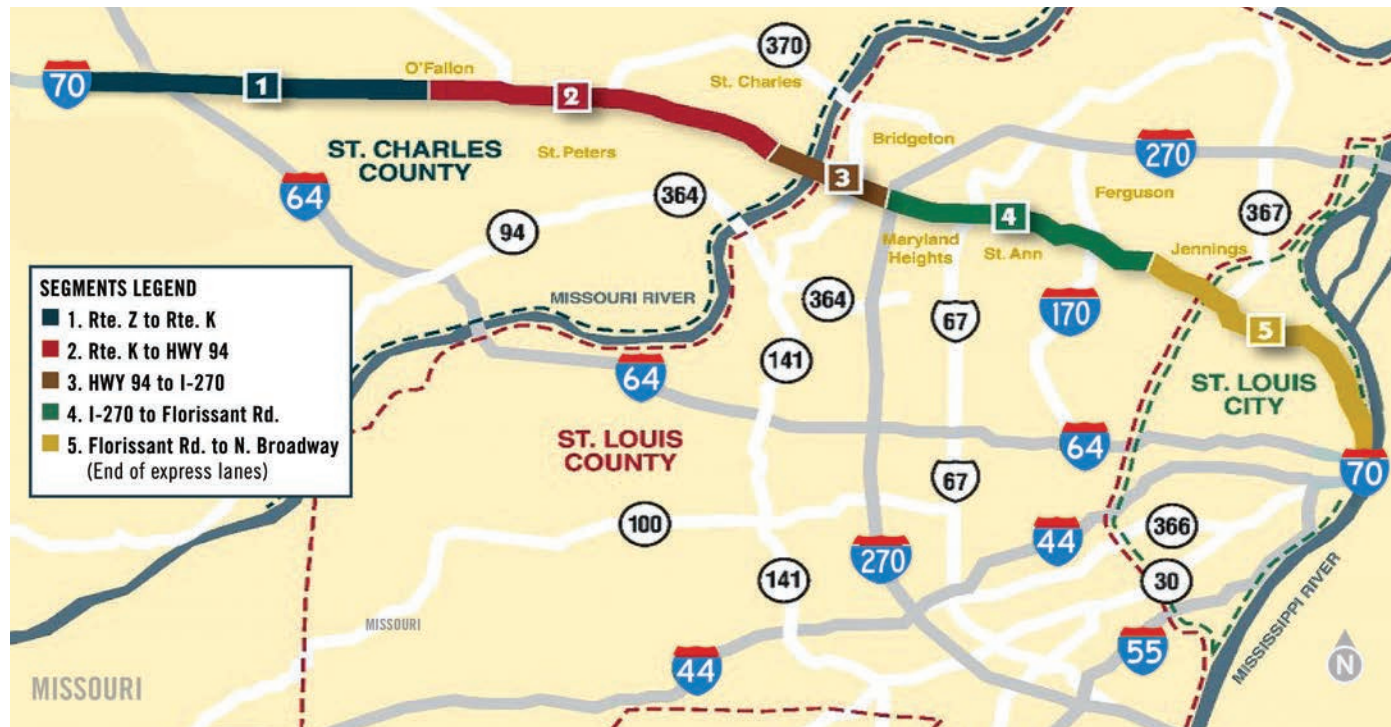 370
O'Fallon
St. Charles
70
1
2
Bridgeton
ST. CHARLES
COUNTY
St. Peters
270
3
64
364
Ferguson
367
94
4
Maryland
Heights
St. Ann
Jennings
SEGMENTS LEGEND
1. Rte. Z to Rte. K
2. Rte. K to HWY 94
3. HWY 94 to I-270
4. I-270 to Florissant Rd.
5. Florissant Rd. to N. Broadway
(End of express lanes)
MISSOURI RIVER
364
67
170
5
141
64
ST. LOUIS
CITY
ST. LOUIS
COUNTY
64
70
67
100
44
366
270
141
30
MISSOURI
55
44
MISSISSIPPI RIVER
N
MISSOURI